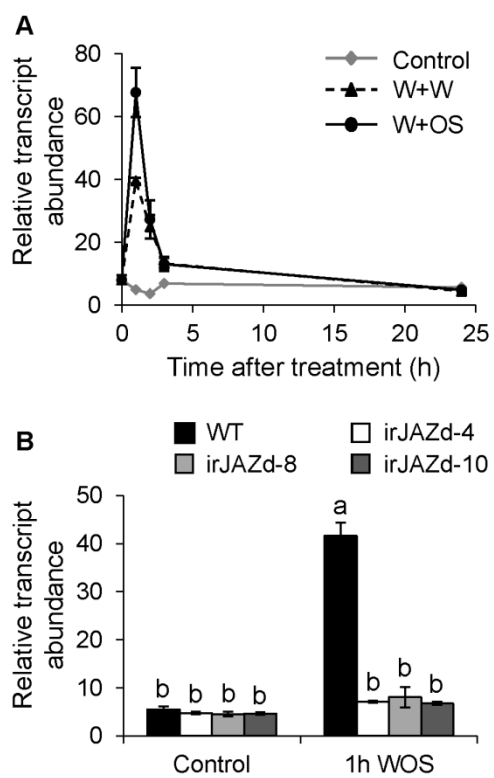 A
Relative transcript
abundance
80
60
40
20
0
0 5 10 15 20 25
Time after treatment (h)
Control
W+W
W+OS
B
WT irJAZd-4
irJAZd-8 irJAZd-10
Relative transcript
abundance
50
40
30
20
10
0
a
b b b b b b b
Control 1h WOS